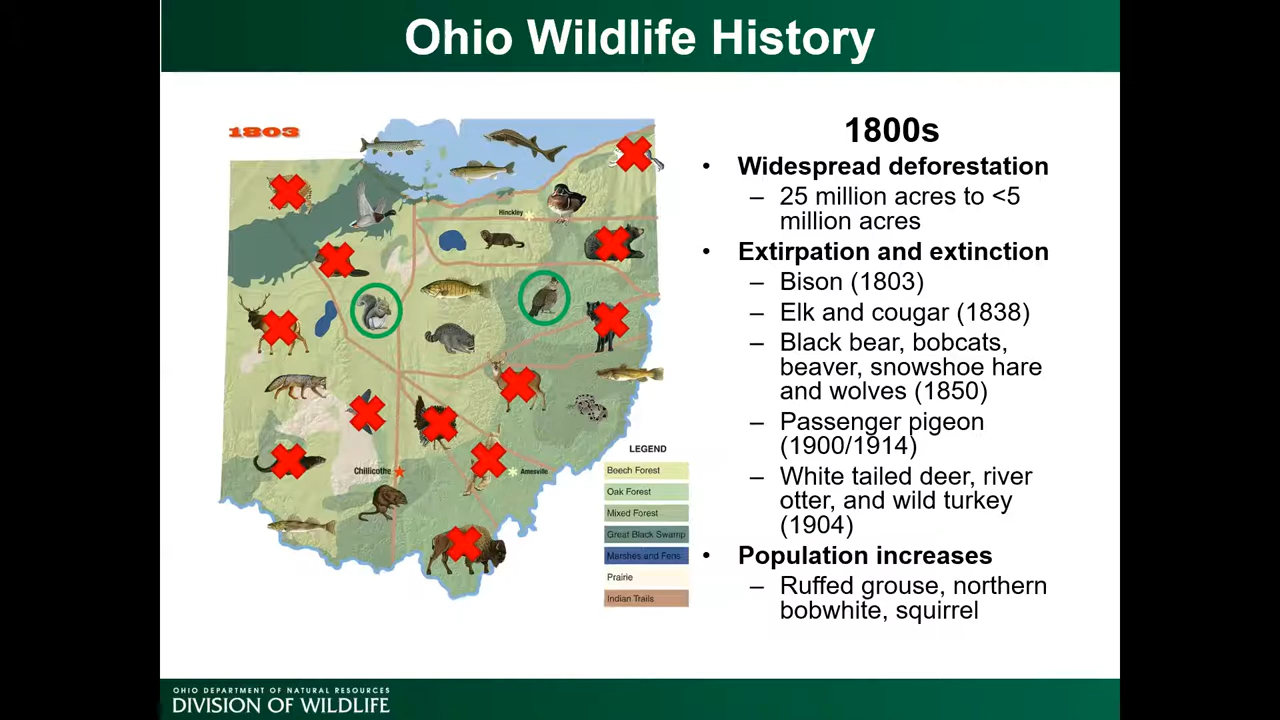 Ohio Wildlife History
1803
Hinckley
Chillicothe
Amesville
LEGEND
Beech Forest
Oak Forest
Mixed Forest
Great Black Swamp
Marshes and Fens
Prairie
Indian Trails
1800s
• Widespread deforestation
– 25 million acres to <5
million acres
• Extirpation and extinction
– Bison (1803)
– Elk and cougar (1838)
– Black bear, bobcats,
beaver, snowshoe hare
and wolves (1850)
– Passenger pigeon
(1900/1914)
– White tailed deer, river
otter, and wild turkey
(1904)
• Population increases
– Ruffed grouse, northern
bobwhite, squirrel
OHIO DEPARTMENT OF NATURAL RESOURCES
DIVISION OF WILDLIFE